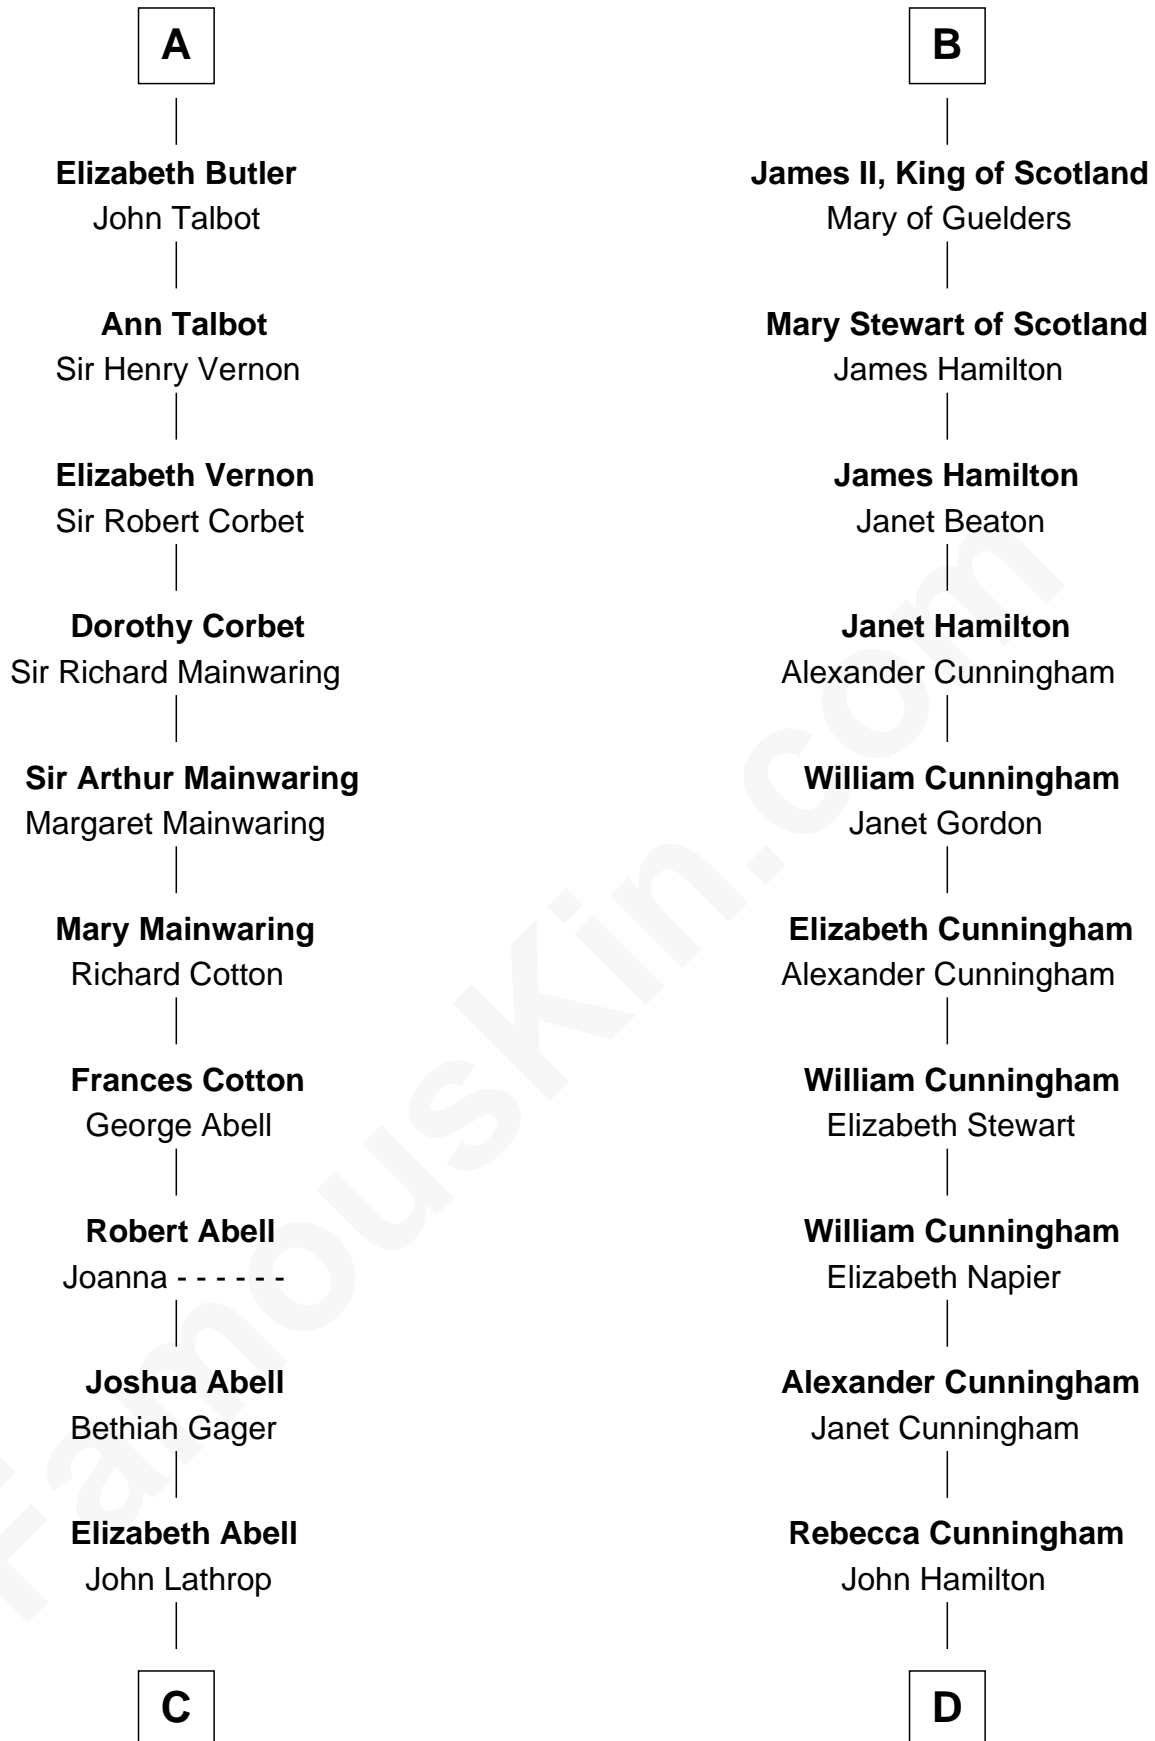 A
Elizabeth Butler
John Talbot
Ann Talbot
Sir Henry Vernon
Elizabeth Vernon
Sir Robert Corbet
Dorothy Corbet
Sir Richard Mainwaring
Sir Arthur Mainwaring
Margaret Mainwaring
Mary Mainwaring
Richard Cotton
Frances Cotton
George Abell
Robert Abell
Joanna - - - - - -
Joshua Abell
Bethiah Gager
Elizabeth Abell
John Lathrop
C
B
James II, King of Scotland
Mary of Guelders
Mary Stewart of Scotland
James Hamilton
James Hamilton
Janet Beaton
Janet Hamilton
Alexander Cunningham
William Cunningham
Janet Gordon
Elizabeth Cunningham
Alexander Cunningham
William Cunningham
Elizabeth Stewart
William Cunningham
Elizabeth Napier
Alexander Cunningham
Janet Cunningham
Rebecca Cunningham
John Hamilton
D
FamousKin.com